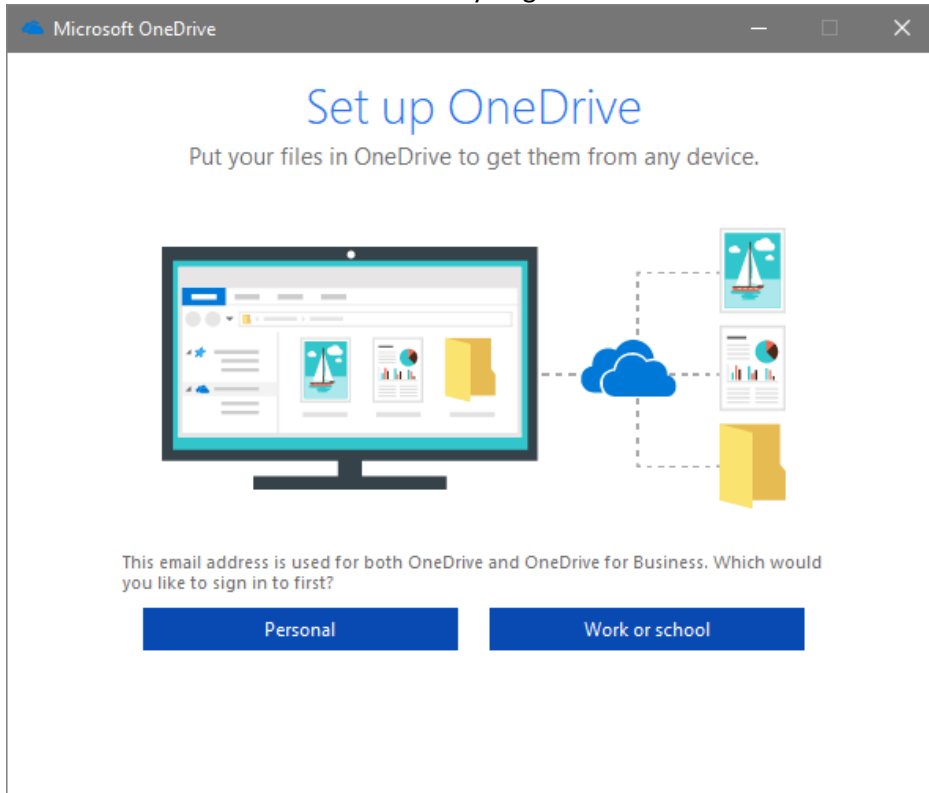 Microsoft OneDrive
Set up OneDrive
Put your files in OneDrive to get them from any device.
This email address is used for both OneDrive and OneDrive for Business. Which would
you like to sign in to first?
Personal
Work or school